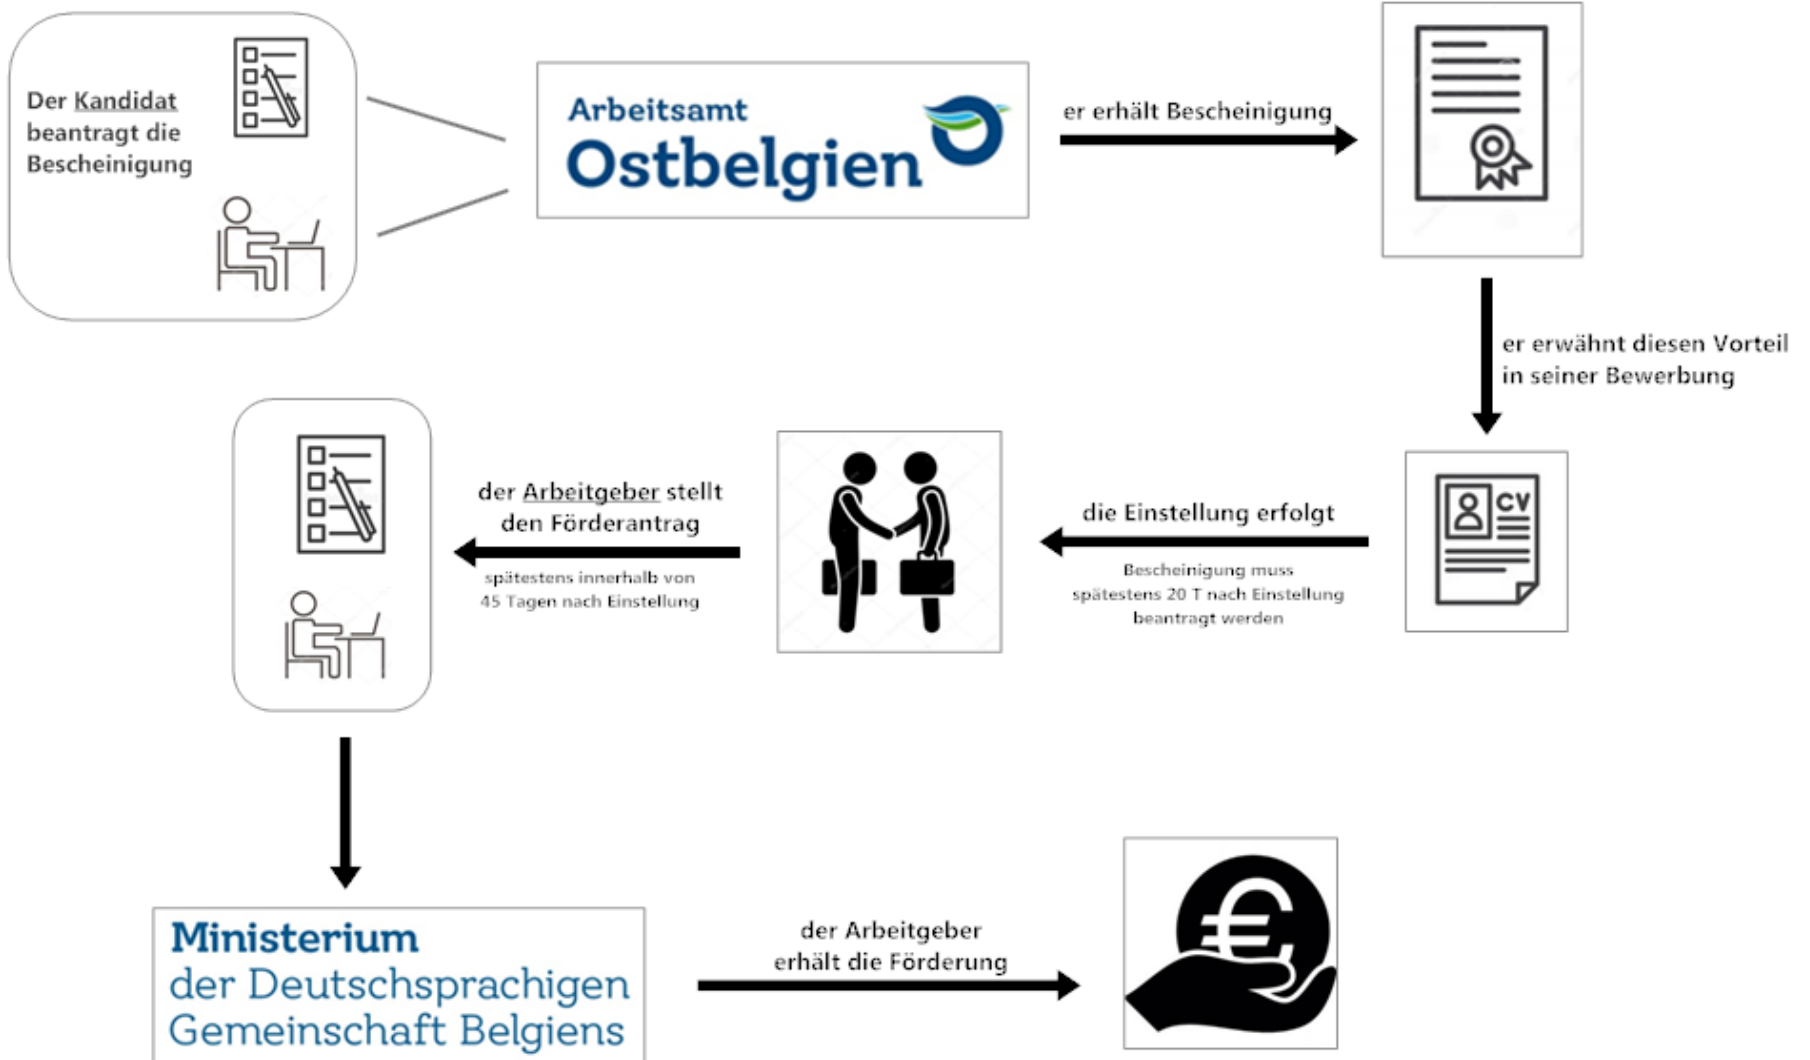 Der Kandidat
beantragt die
Bescheinigung
Arbeitsamt
Ostbelgien
er erhält Bescheinigung
er erwähnt diesen Vorteil
in seiner Bewerbung
CV
die Einstellung erfolgt
Bescheinigung muss
spätestens 20 T nach Einstellung
beantragt werden
der Arbeitgeber stellt
den Förderantrag
spätestens innerhalb von
45 Tagen nach Einstellung
Ministerium
der Deutschsprachigen
Gemeinschaft Belgiens
der Arbeitgeber
erhält die Förderung
€